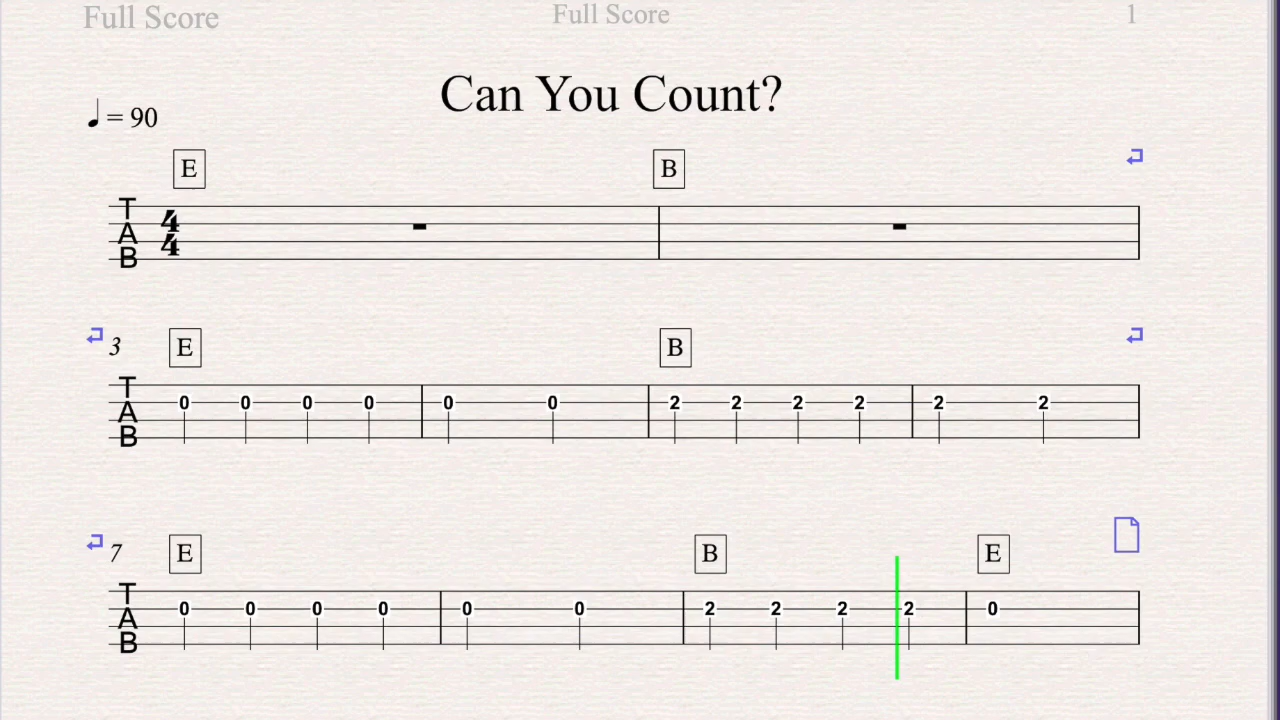 Full Score Full Score 1
Can You Count?
= 90
E B
T
A
B
4
4
3 E B
T
A
B
0 0 0 0 0 0 2 2 2 2 2 2
7 E B E
T
A
B
0 0 0 0 0 0 2 2 2 2 0